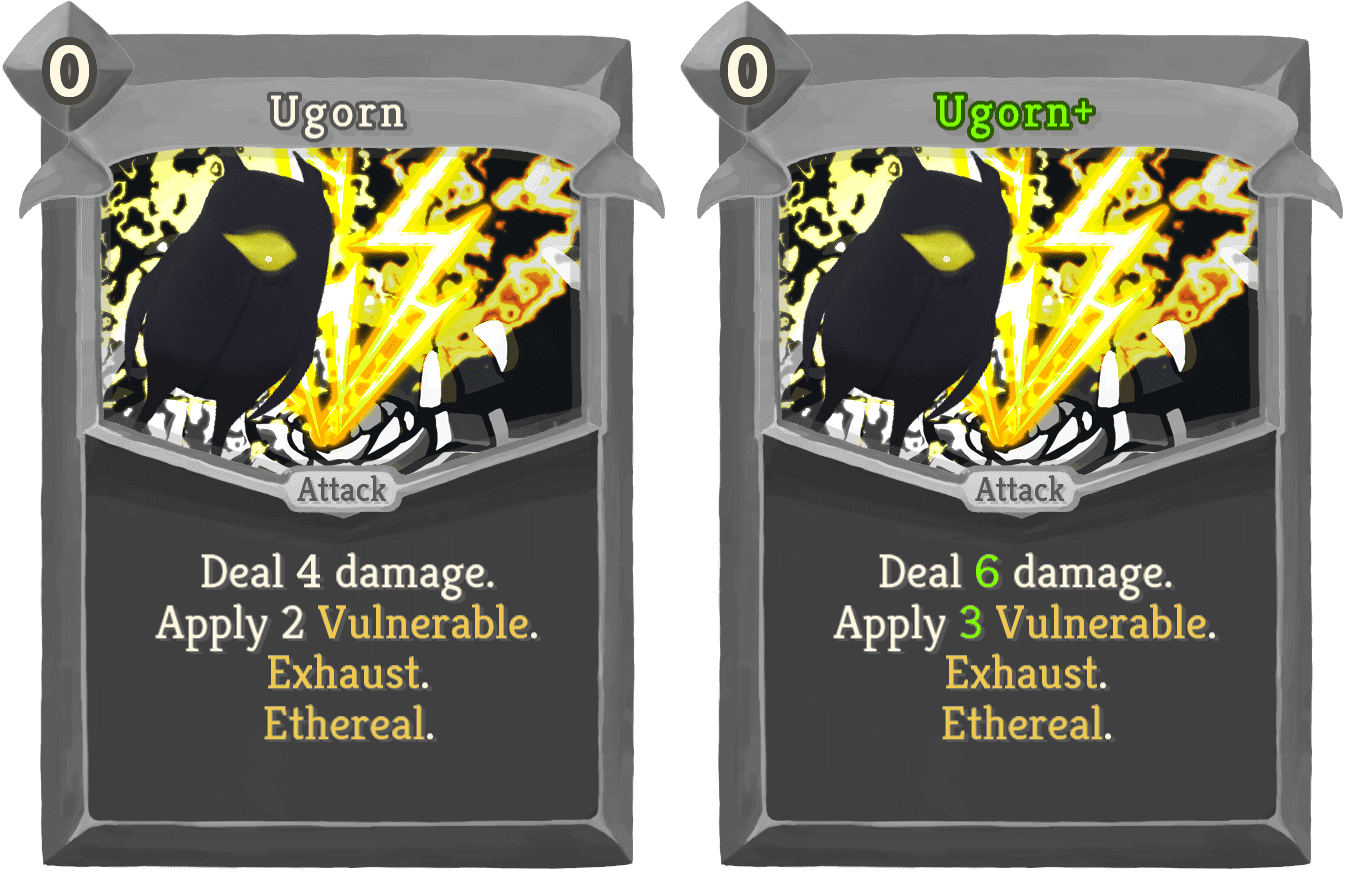 0
Ugorn
Attack
Deal 4 damage.
Apply 2 Vulnerable.
Exhaust.
Ethereal.
0
Ugorn+
Attack
Deal 6 damage.
Apply 3 Vulnerable.
Exhaust.
Ethereal.